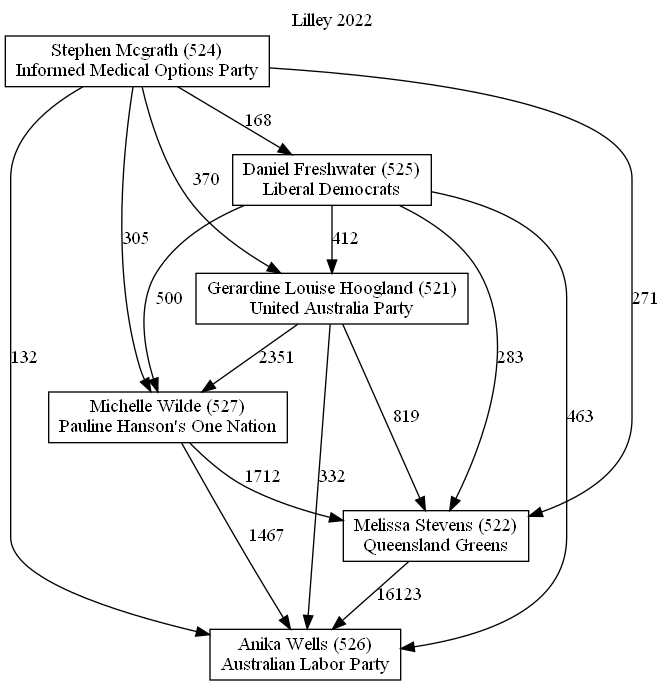 Lilley 2022
Stephen Mcgrath (524)
Informed Medical Options Party
168
Daniel Freshwater (525)
Liberal Democrats
370
305
412
271
500
Gerardine Louise Hoogland (521)
United Australia Party
132
2351
283
Michelle Wilde (527)
Pauline Hanson's One Nation
819
463
1712
332
Melissa Stevens (522)
Queensland Greens
1467
16123
Anika Wells (526)
Australian Labor Party